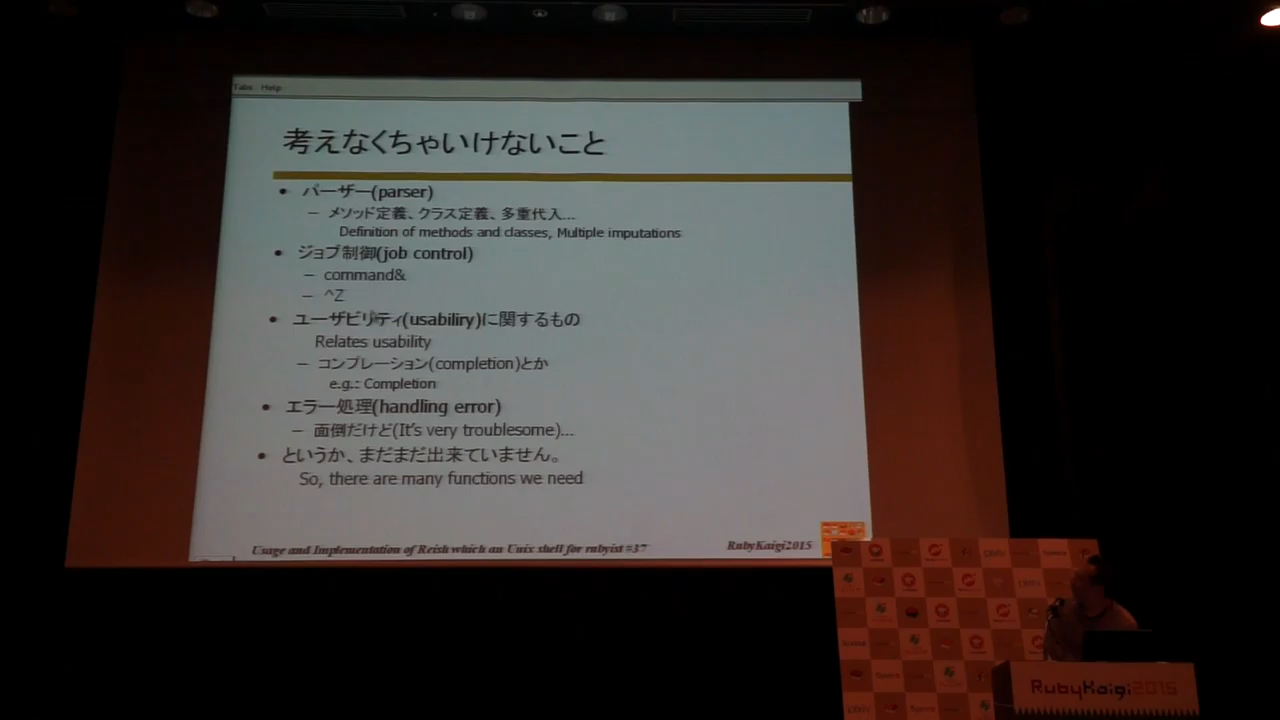 Tabs Help
考えなくちゃいけないこと
• パーザー(parser)
– メソッド定義、クラス定義、多重代入...
Definition of methods and classes, Multiple imputations
• ジョブ制御(job control)
– command&
– ^Z
• ユーザビリティ(usabiliry)に関するもの
Relates usability
– コンプレーション(completion)とか
e.g.: Completion
• エラー処理(handling error)
– 面倒だけど(It's very troublesome)...
• というか、まだまだ出来ていません。
So, there are many functions we need
Usage and Implementation of Reish which an Unix shell for rubyist #37
RubyKaigi2015
RubyKaigi2015